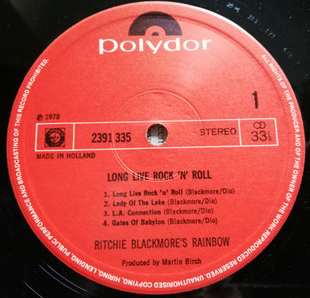 polydor
℗ 1978
1
2391 335
STEREO
33⅓
MADE IN HOLLAND
LONG LIVE ROCK 'N' ROLL
1. Long Live Rock 'n' Roll (Blackmore/Dio)
2. Lady Of The Lake (Blackmore/Dio)
3. L.A. Connection (Blackmore/Dio)
4. Gates Of Babylon (Blackmore/Dio)
RITCHIE BLACKMORE'S RAINBOW
Produced by Martin Birch
ALL RIGHTS OF THE PRODUCER AND OF THE OWNER OF THE WORK REPRODUCED RESERVED. UNAUTHORISED COPYING, HIRING, LENDING, PUBLIC PERFORMANCE AND BROADCASTING OF THIS RECORD PROHIBITED.